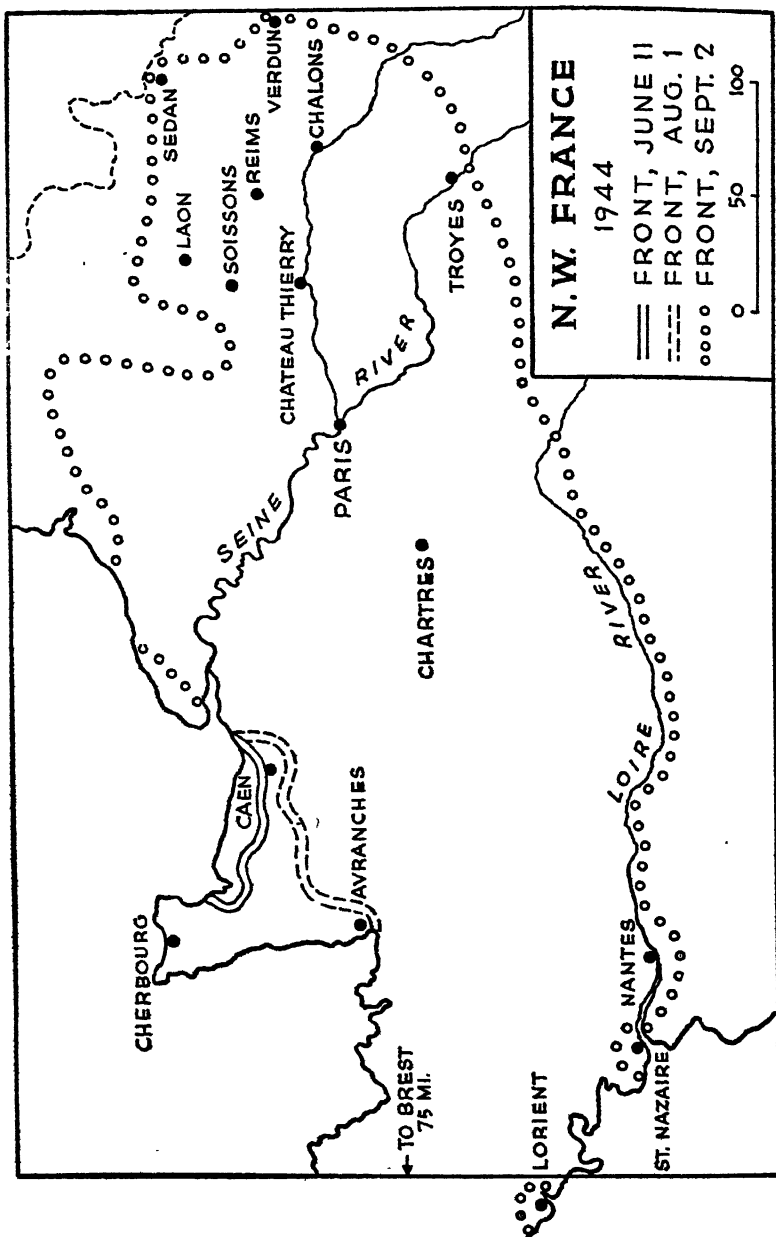 N.W. FRANCE
1944
FRONT, JUNE 11
FRONT, AUG. 1
FRONT, SEPT. 2
0 50 100
CHERBOURG
CAEN
AVRANCHES
TO BREST
75 MI.
LORIENT
ST. NAZAIRE
NANTES
LOIRE
RIVER
CHARTRES
SEINE
RIVER
PARIS
CHATEAU THIERRY
TROYES
SOISSONS
LAON
REIMS
CHALONS
SEDAN
VERDUN